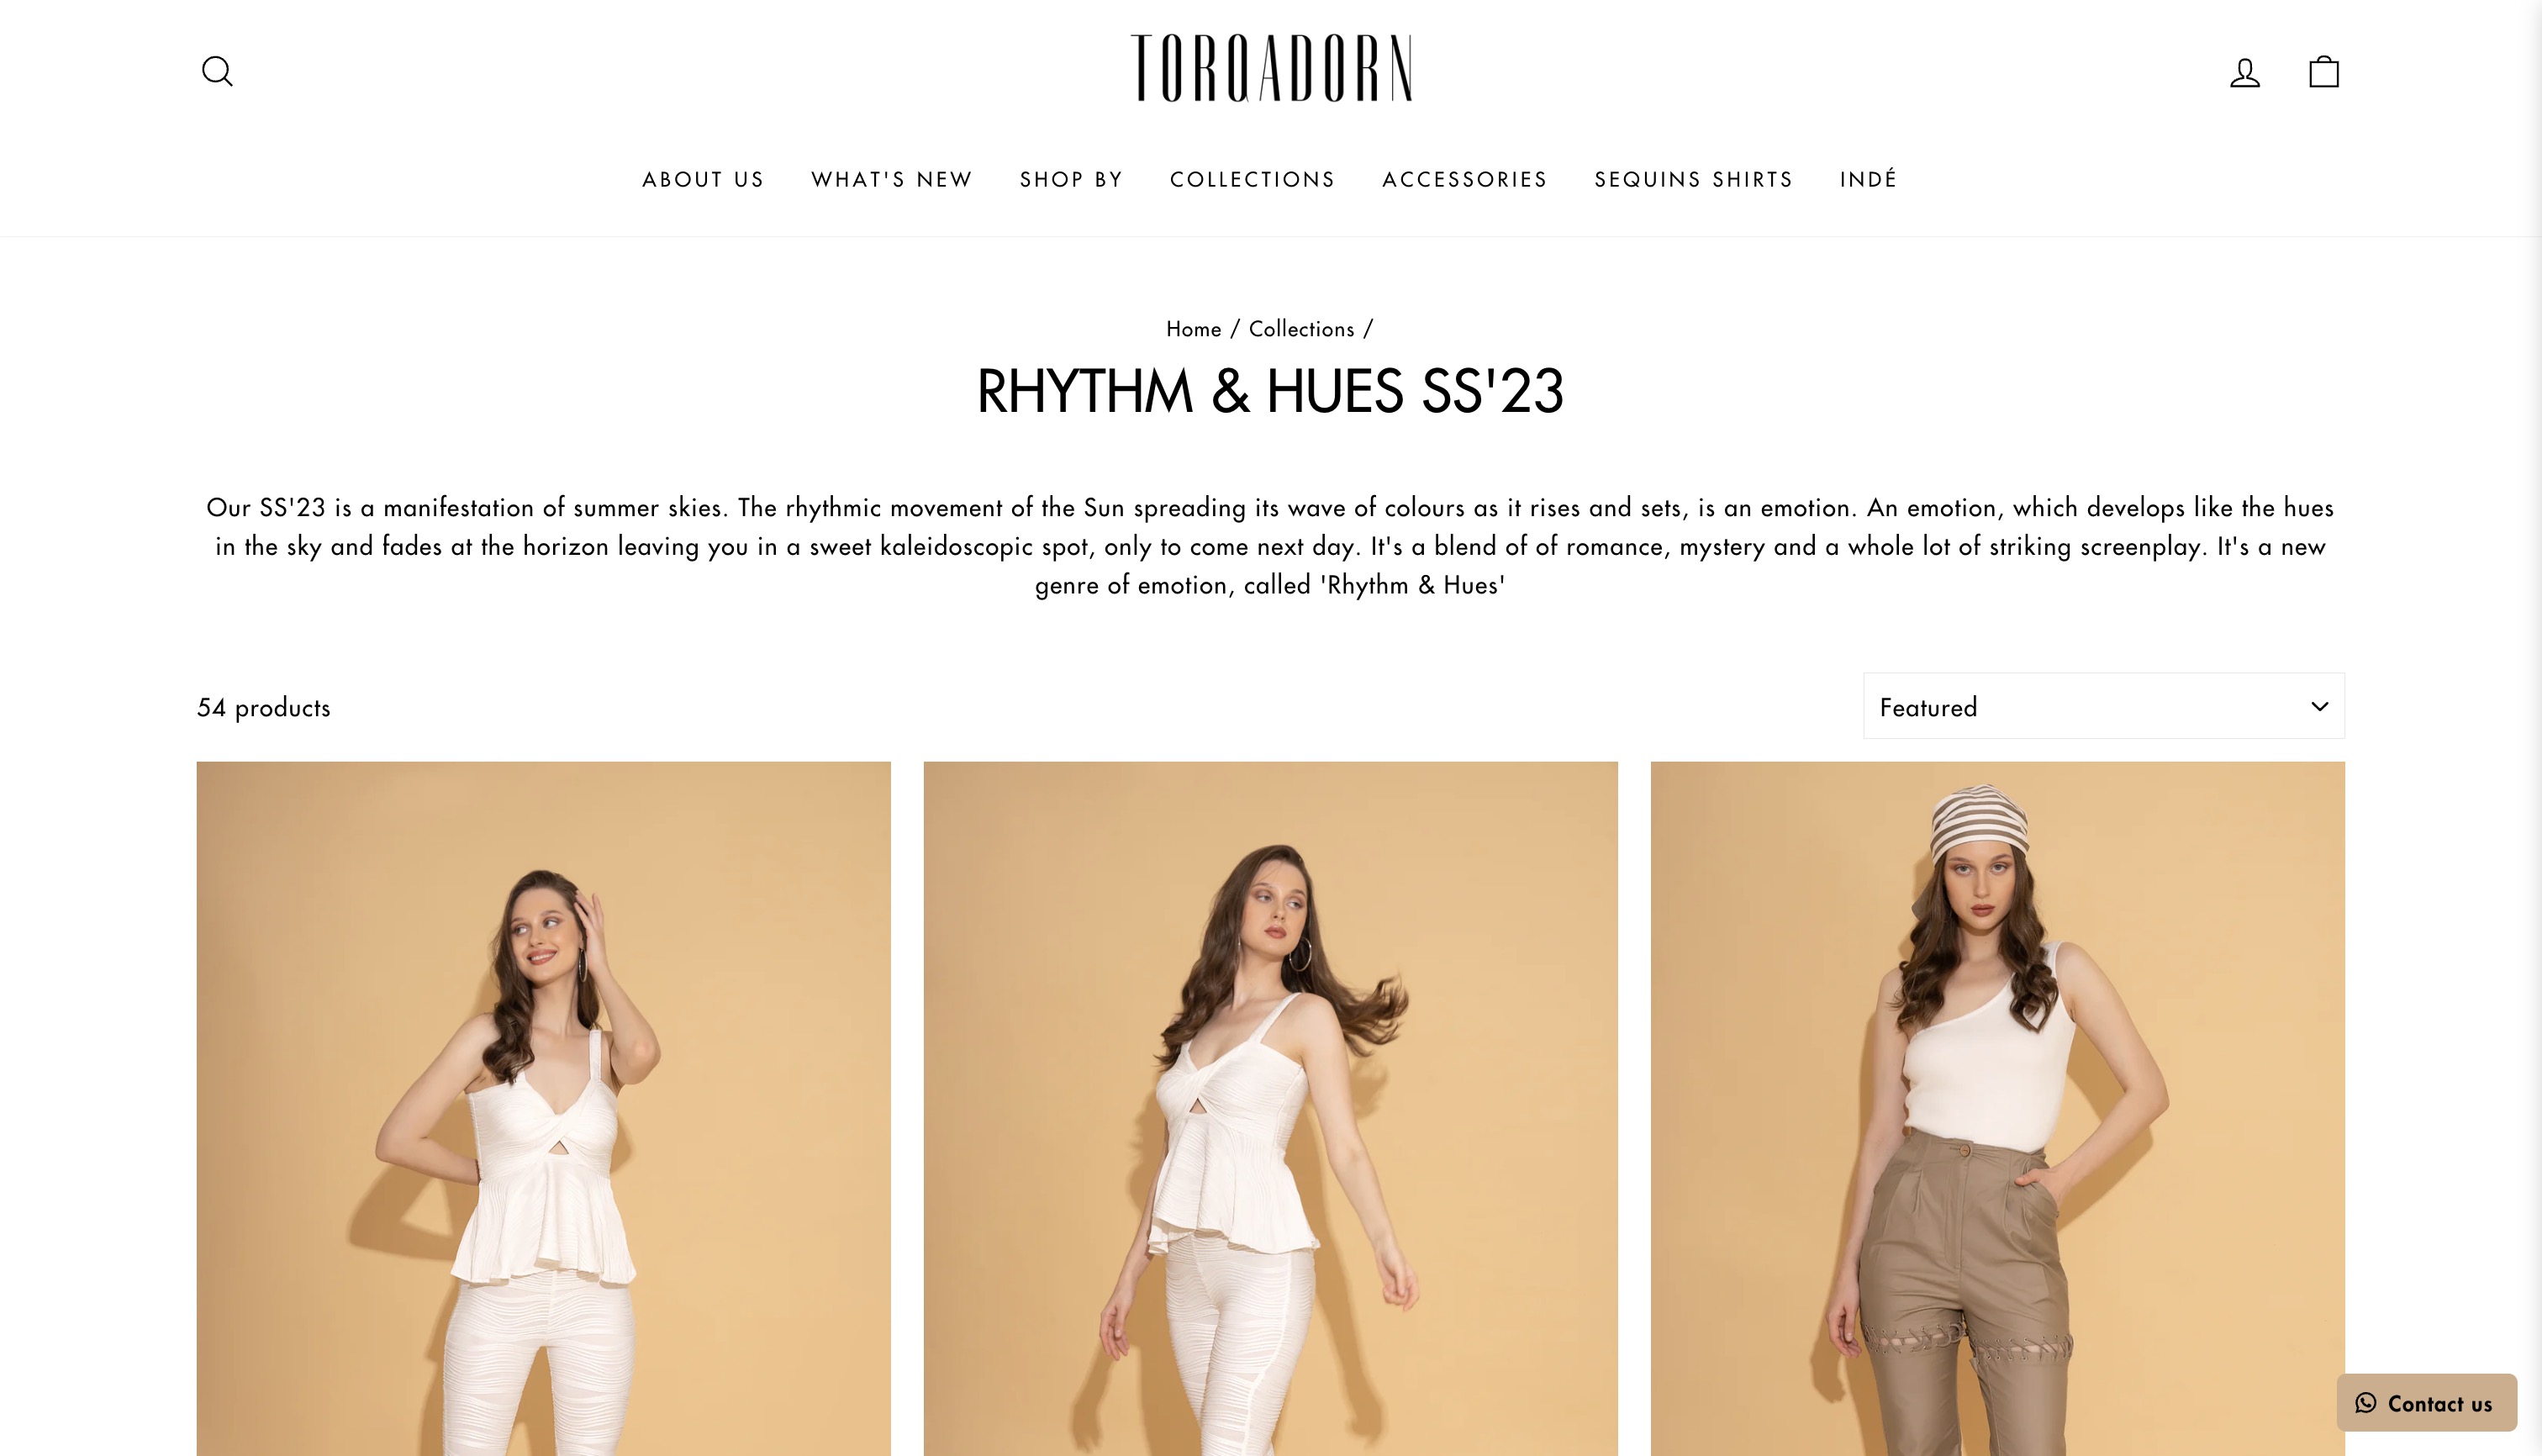 TORQADORN
ABOUT US WHAT'S NEW SHOP BY COLLECTIONS ACCESSORIES SEQUINS SHIRTS INDÉ
Home / Collections /
RHYTHM & HUES SS'23
Our SS'23 is a manifestation of summer skies. The rhythmic movement of the Sun spreading its wave of colours as it rises and sets, is an emotion. An emotion, which develops like the hues
in the sky and fades at the horizon leaving you in a sweet kaleidoscopic spot, only to come next day. It's a blend of of romance, mystery and a whole lot of striking screenplay. It's a new
genre of emotion, called 'Rhythm & Hues'
54 products
Featured
Contact us